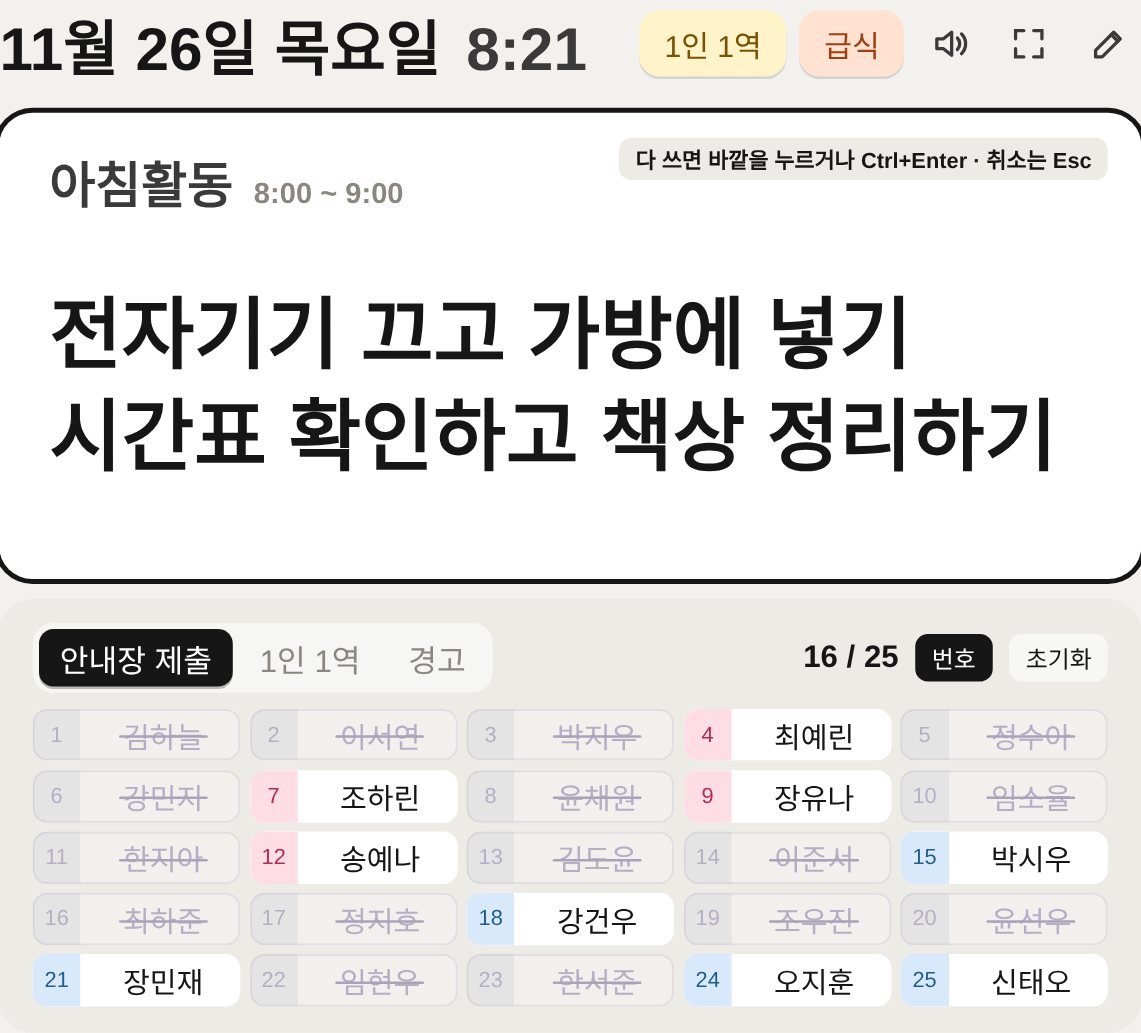 11월 26일 목요일 8:21 1인 1역 급식
다 쓰면 바깥을 누르거나 Ctrl+Enter · 취소는 Esc
아침활동 8:00 ~ 9:00
전자기기 끄고 가방에 넣기
시간표 확인하고 책상 정리하기
안내장 제출 1인 1역 경고 16 / 25 번호 초기화
1 김하늘 2 이서연 3 박지우 4 최예린 5 정수아
6 강민지 7 조하린 8 윤채원 9 장유나 10 임소율
11 한지아 12 송예나 13 김도윤 14 이준서 15 박시우
16 최하준 17 정지호 18 강건우 19 조우진 20 윤선우
21 장민재 22 임현우 23 한서준 24 오지훈 25 신태오